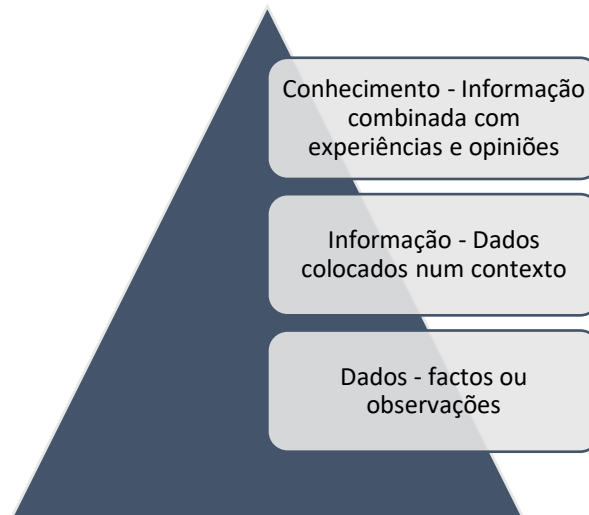 Conhecimento - Informação
combinada com
experiências e opiniões
Informação - Dados
colocados num contexto
Dados - factos ou
observações